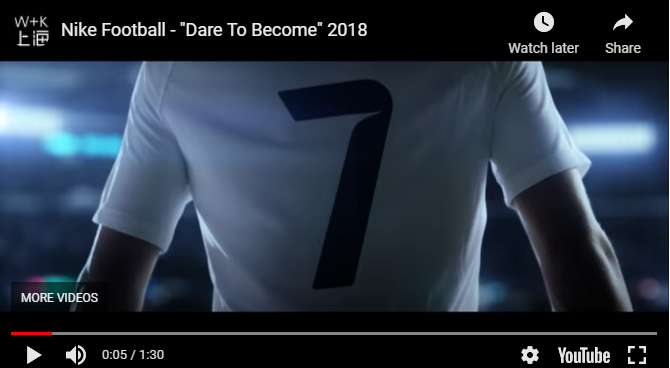 W+K
上海
Nike Football - "Dare To Become" 2018
Watch later
Share
7
MORE VIDEOS
0:05 / 1:30
YouTube